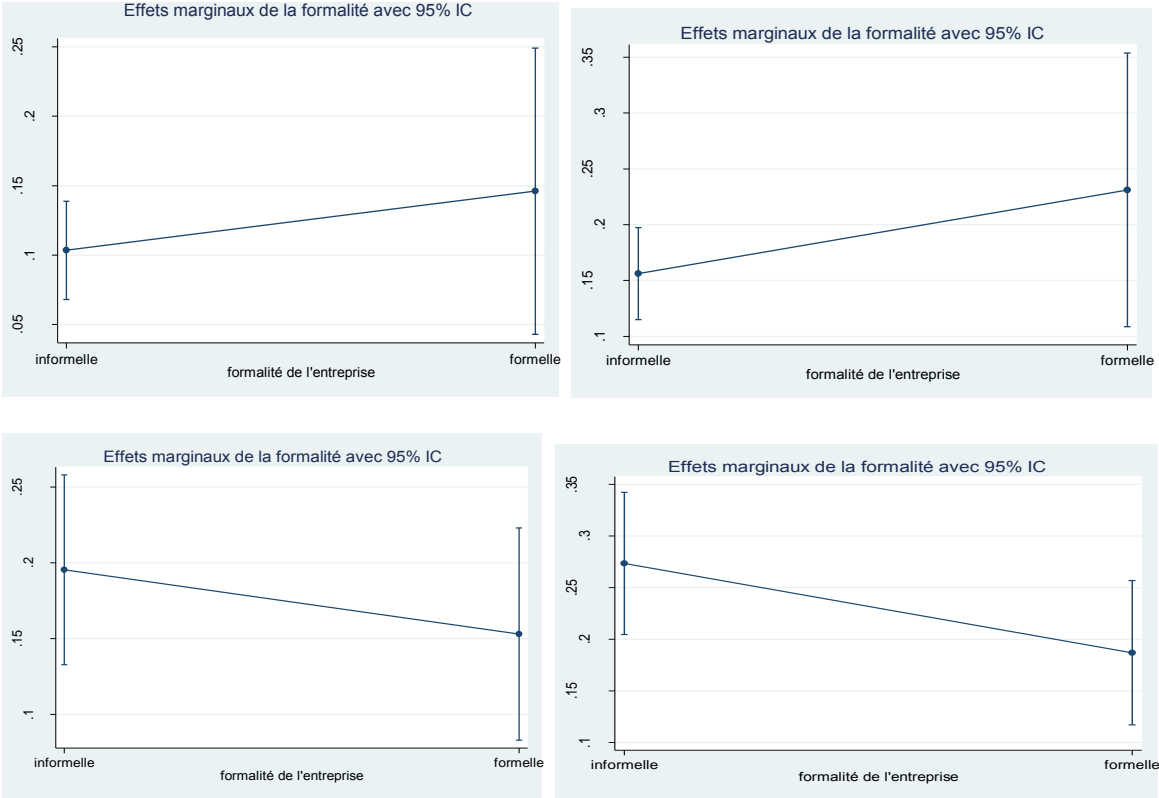 Effets marginaux de la formalité avec 95% IC
.25
.2
.15
.1
.05
informelle
formelle
formalité de l'entreprise
Effets marginaux de la formalité avec 95% IC
.35
.3
.25
.2
.15
.1
informelle
formelle
formalité de l'entreprise
Effets marginaux de la formalité avec 95% IC
.25
.2
.15
.1
informelle
formelle
formalité de l'entreprise
Effets marginaux de la formalité avec 95% IC
.35
.3
.25
.2
.15
.1
informelle
formelle
formalité de l'entreprise